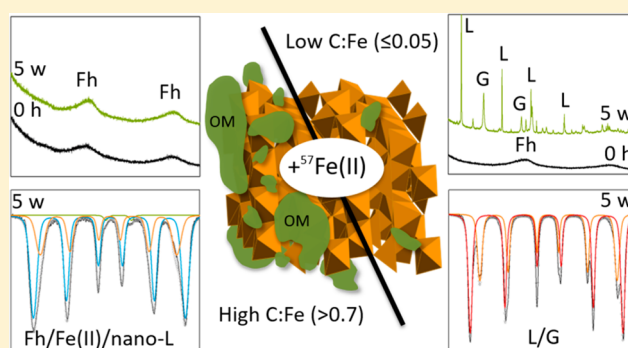 5 w
Fh
Fh
0 h
Low C:Fe (≤0.05)
L
G
L
G
L
L
5 w
Fh
0 h
OM
+⁵⁷Fe(II)
OM
5 w
Fh/Fe(II)/nano-L
High C:Fe (>0.7)
5 w
L/G